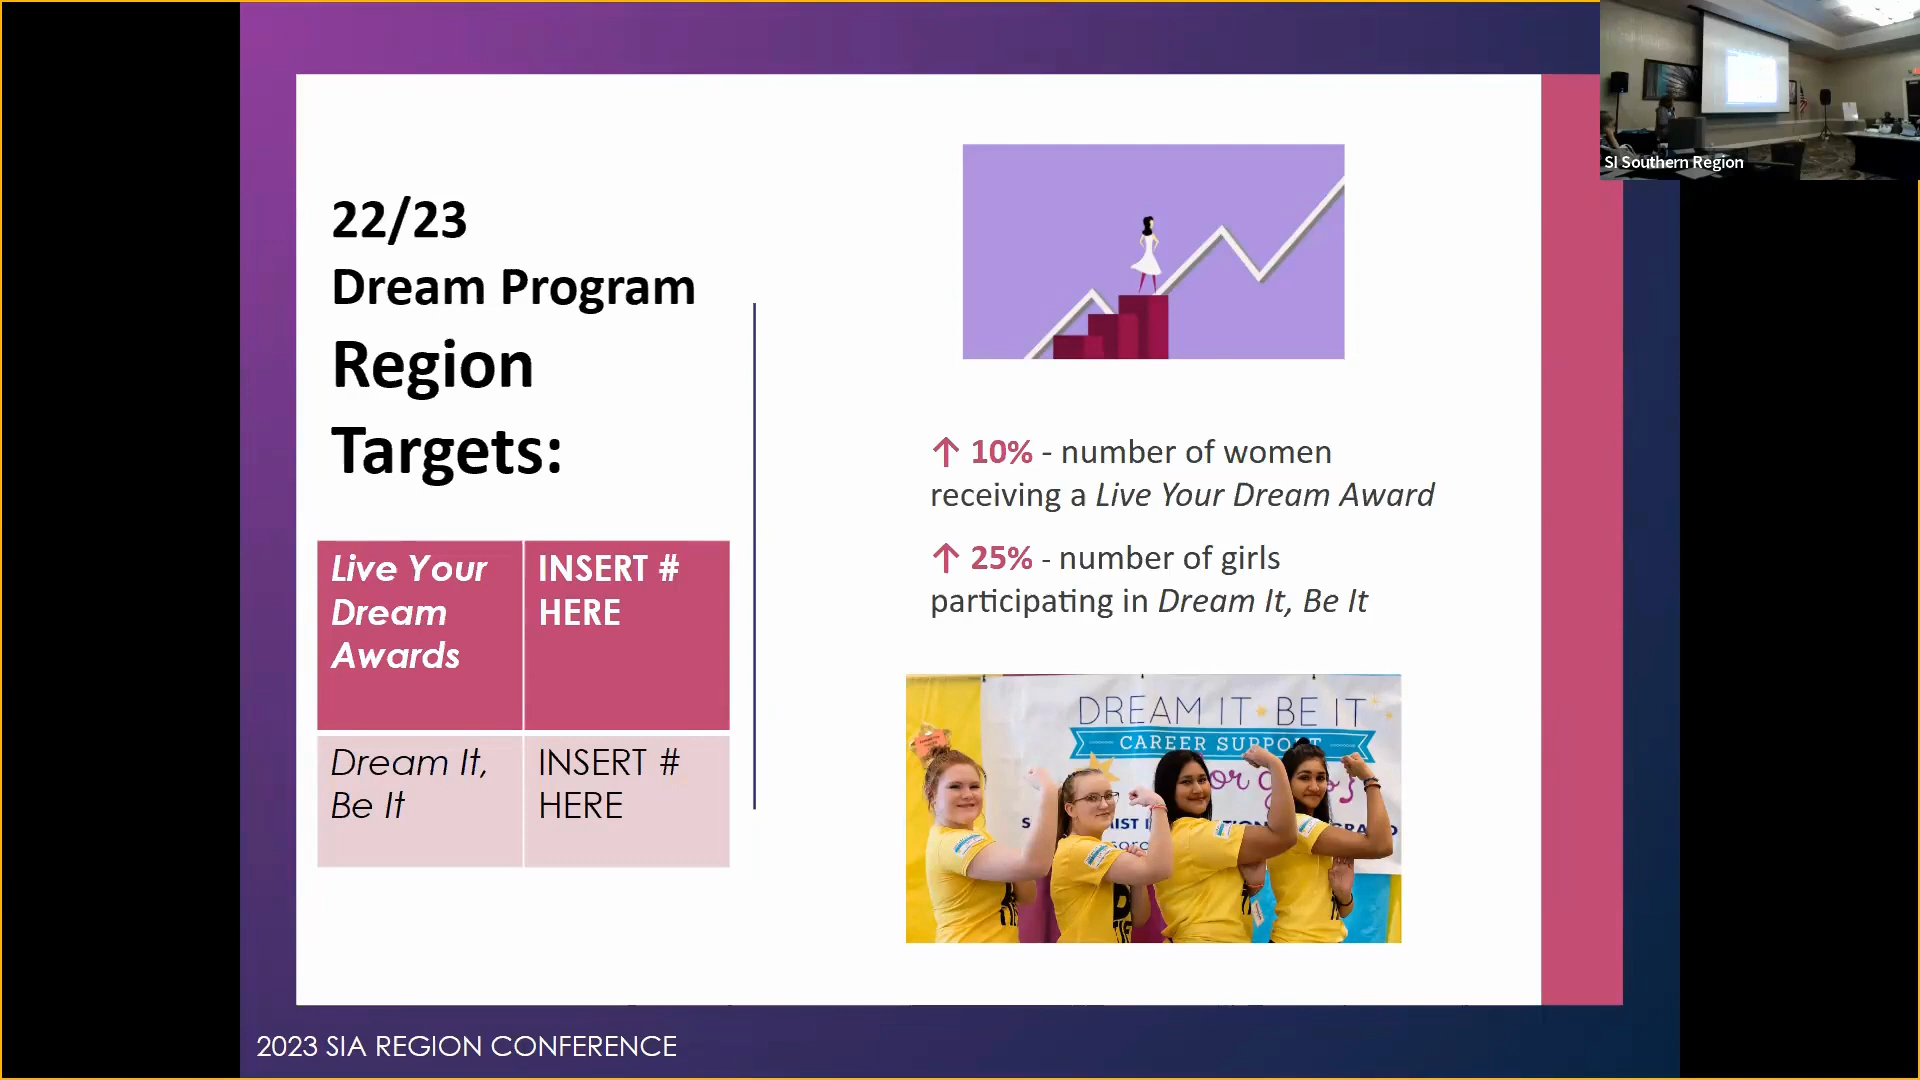 22/23
Dream Program
Region
Targets:
Live Your
Dream
Awards
INSERT #
HERE
Dream It,
Be It
INSERT #
HERE
↑ 10% - number of women
receiving a Live Your Dream Award
↑ 25% - number of girls
participating in Dream It, Be It
DREAM IT BE IT
CAREER SUPPORT
2023 SIA REGION CONFERENCE
SI Southern Region